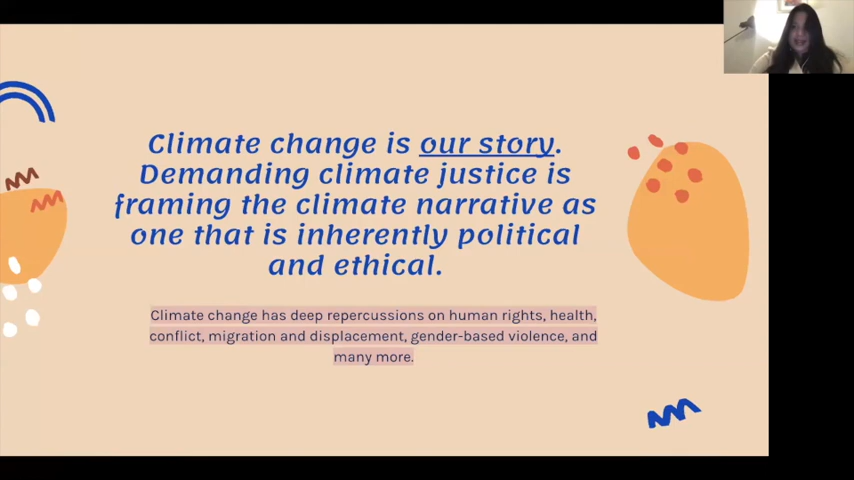 Climate change is our story.
Demanding climate justice is
framing the climate narrative as
one that is inherently political
and ethical.
Climate change has deep repercussions on human rights, health,
conflict, migration and displacement, gender-based violence, and
many more.